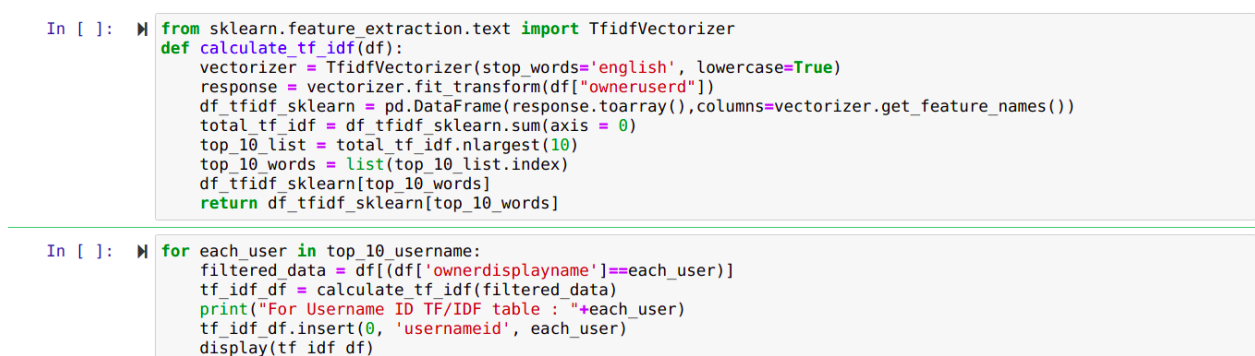 In [ ]: from sklearn.feature_extraction.text import TfidfVectorizer
def calculate_tf_idf(df):
    vectorizer = TfidfVectorizer(stop_words='english', lowercase=True)
    response = vectorizer.fit_transform(df["owneruserd"])
    df_tfidf_sklearn = pd.DataFrame(response.toarray(),columns=vectorizer.get_feature_names())
    total_tf_idf = df_tfidf_sklearn.sum(axis = 0)
    top_10_list = total_tf_idf.nlargest(10)
    top_10_words = list(top_10_list.index)
    df_tfidf_sklearn[top_10_words]
    return df_tfidf_sklearn[top_10_words]
In [ ]: for each_user in top_10_username:
    filtered_data = df[(df['ownerdisplayname']==each_user)]
    tf_idf_df = calculate_tf_idf(filtered_data)
    print("For Username ID TF/IDF table : "+each_user)
    tf_idf_df.insert(0, 'usernameid', each_user)
    display(tf_idf_df)